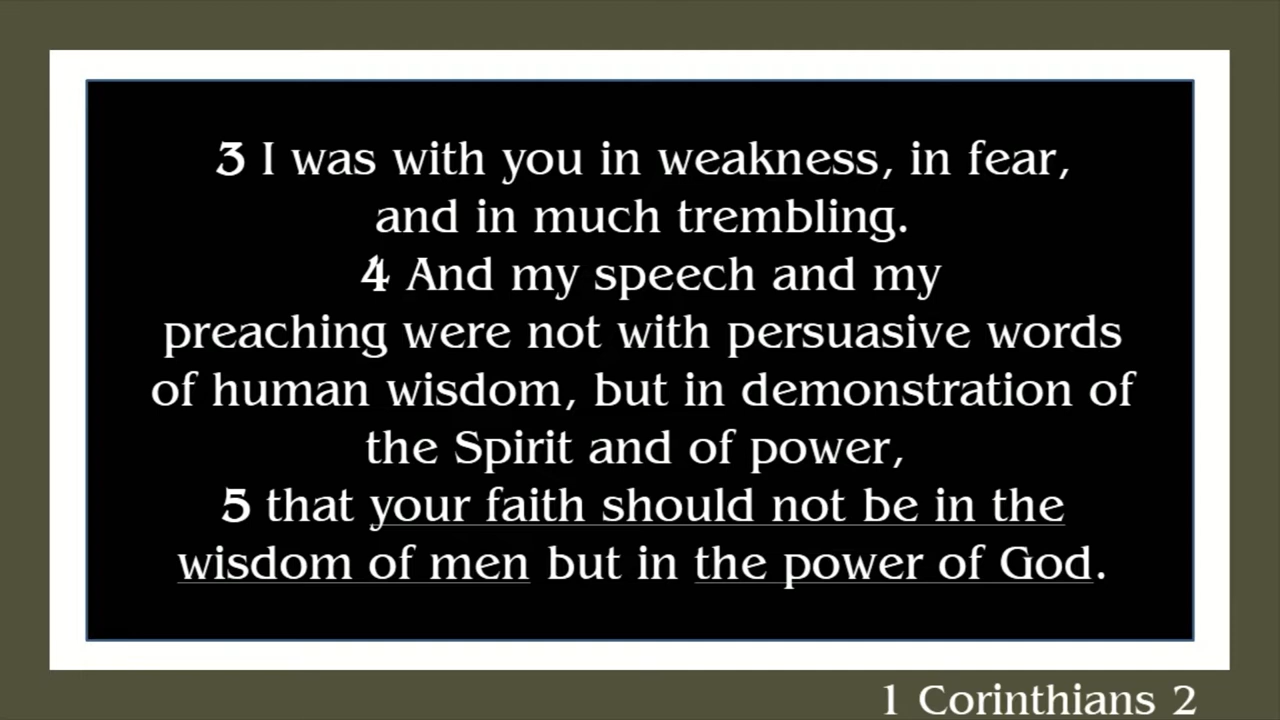 3 I was with you in weakness, in fear,
and in much trembling.
4 And my speech and my
preaching were not with persuasive words
of human wisdom, but in demonstration of
the Spirit and of power,
5 that your faith should not be in the
wisdom of men but in the power of God.
1 Corinthians 2